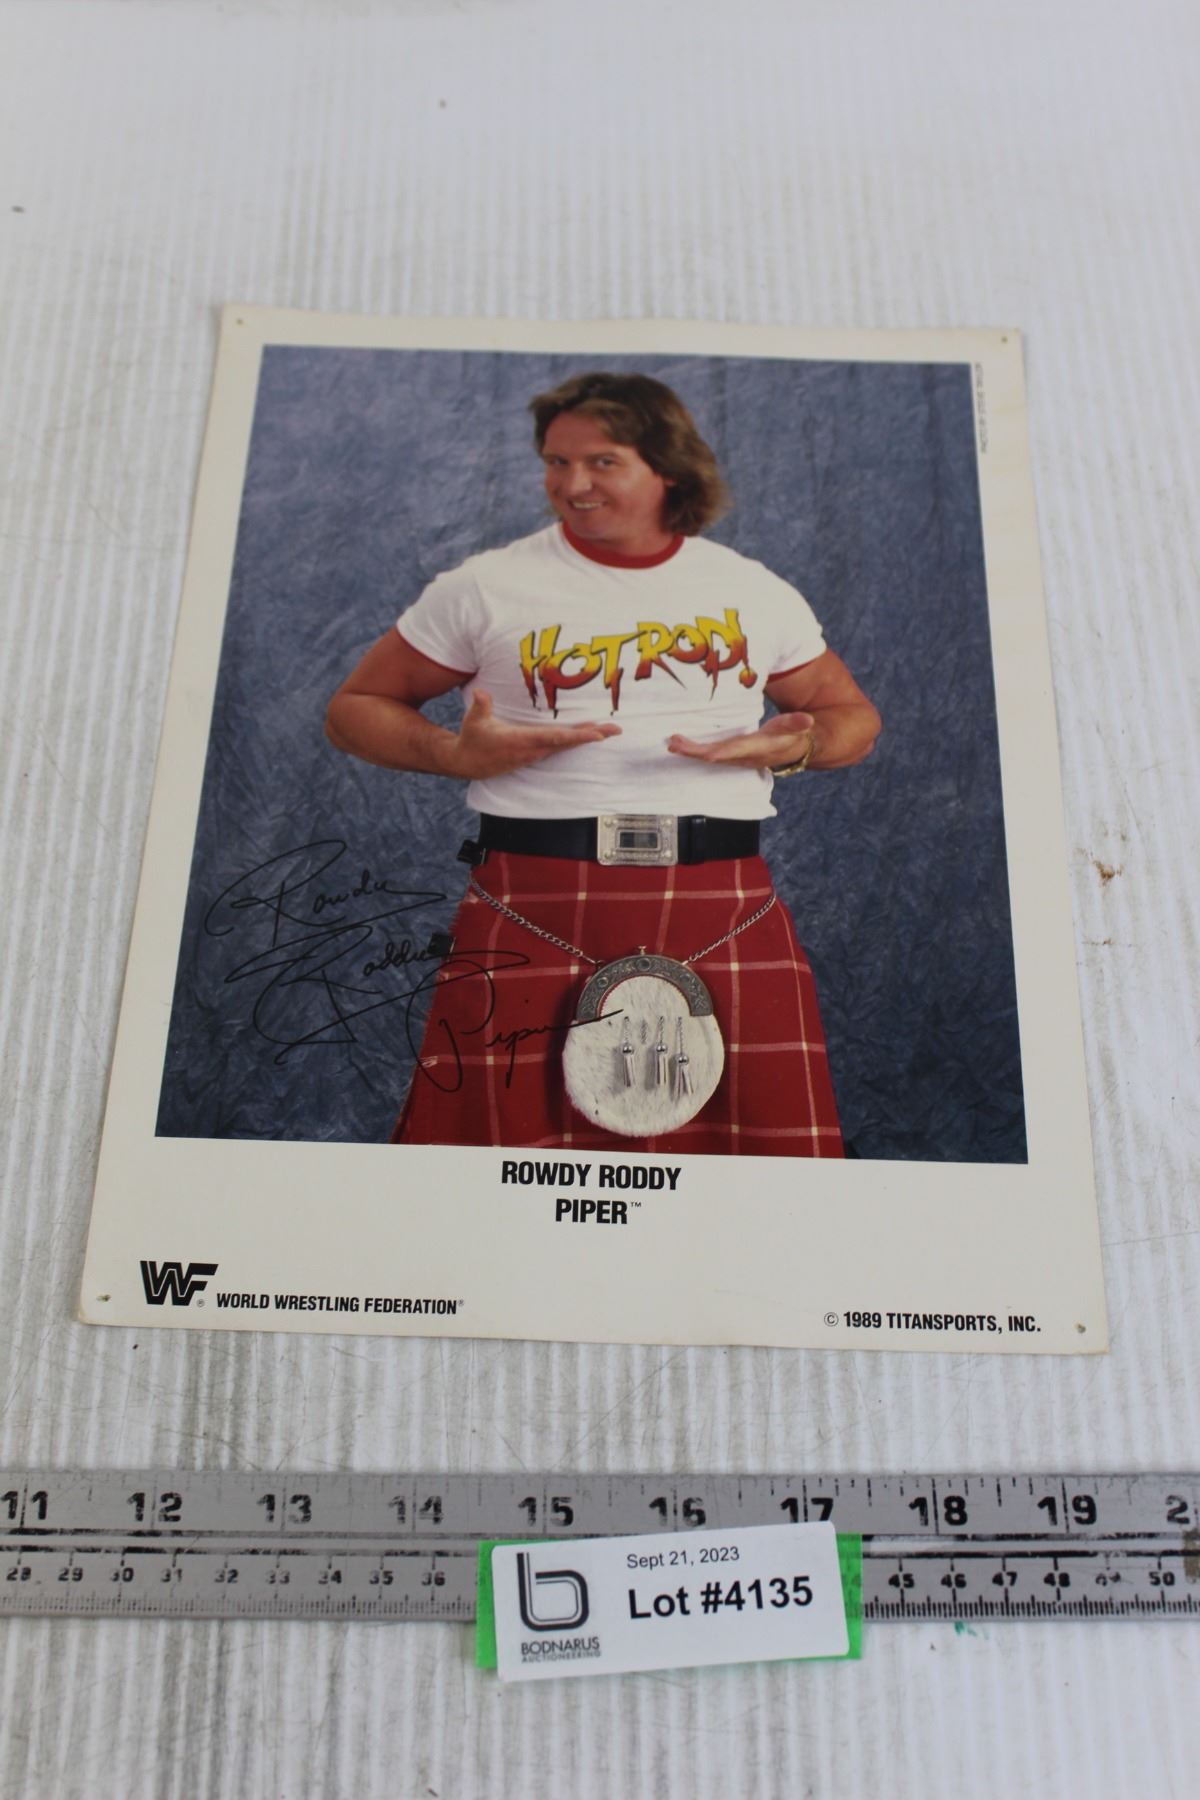 HOT ROD!
Rowdy
Roddy
Piper
ROWDY RODDY
PIPER™
WF® WORLD WRESTLING FEDERATION®
© 1989 TITANSPORTS, INC.
11 12 13 14 15 16 17 18 19 2
28 29 30 31 32 33 34 35 36 45 46 47 48 49 50
Sept 21, 2023
Lot #4135
b
BODNARUS
AUCTIONEERING